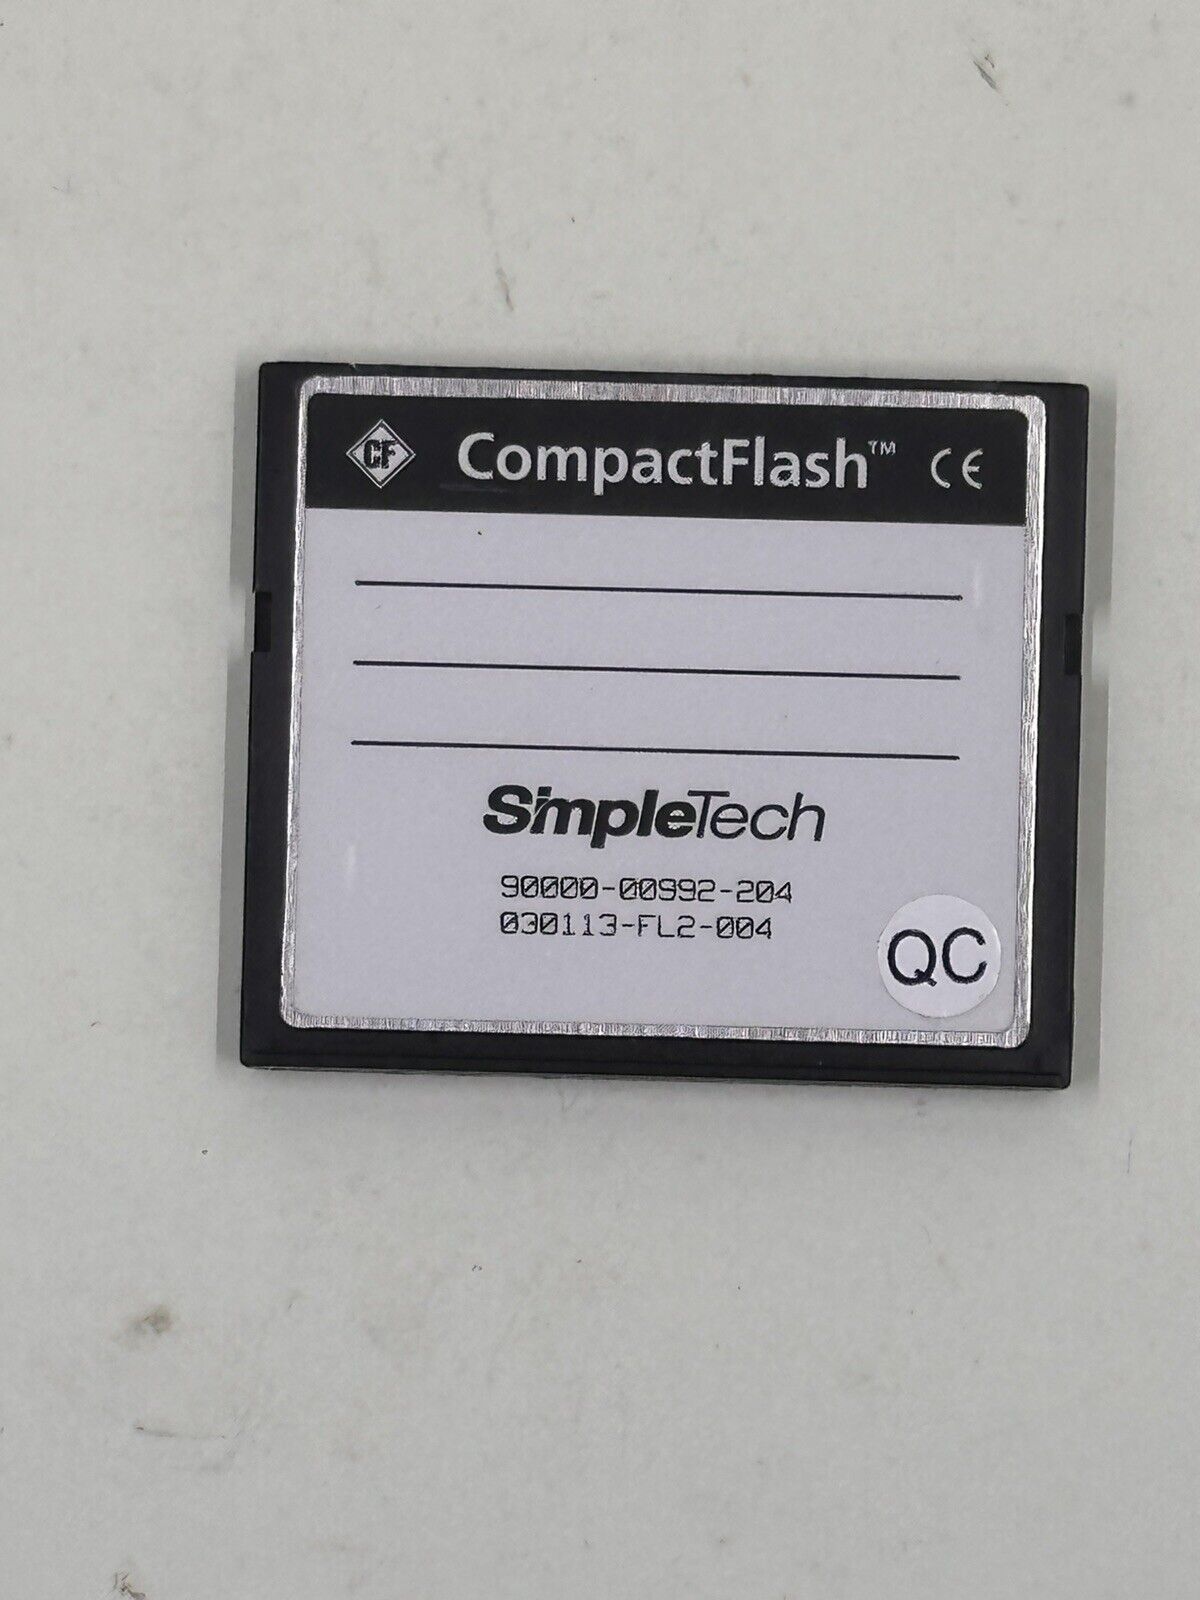 CF CompactFlash™ CE
SimpleTech
90000-00992-204
030113-FL2-004
QC